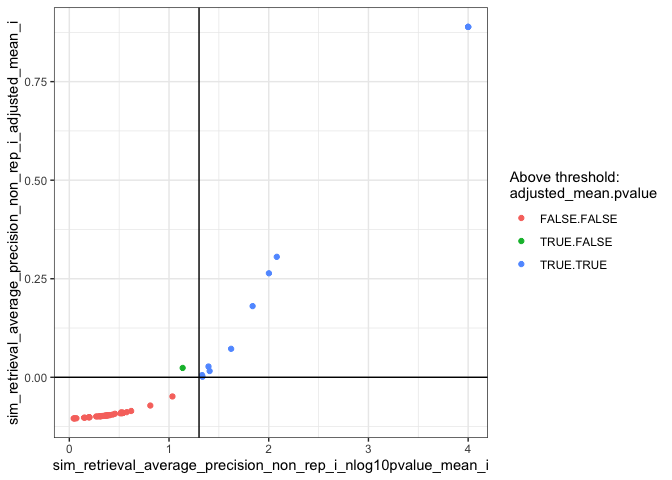 sim_retrieval_average_precision_non_rep_i_adjusted_mean_i
0.75
0.50
0.25
0.00
0
1
2
3
4
sim_retrieval_average_precision_non_rep_i_nlog10pvalue_mean_i
Above threshold:
adjusted_mean.pvalue
FALSE.FALSE
TRUE.FALSE
TRUE.TRUE